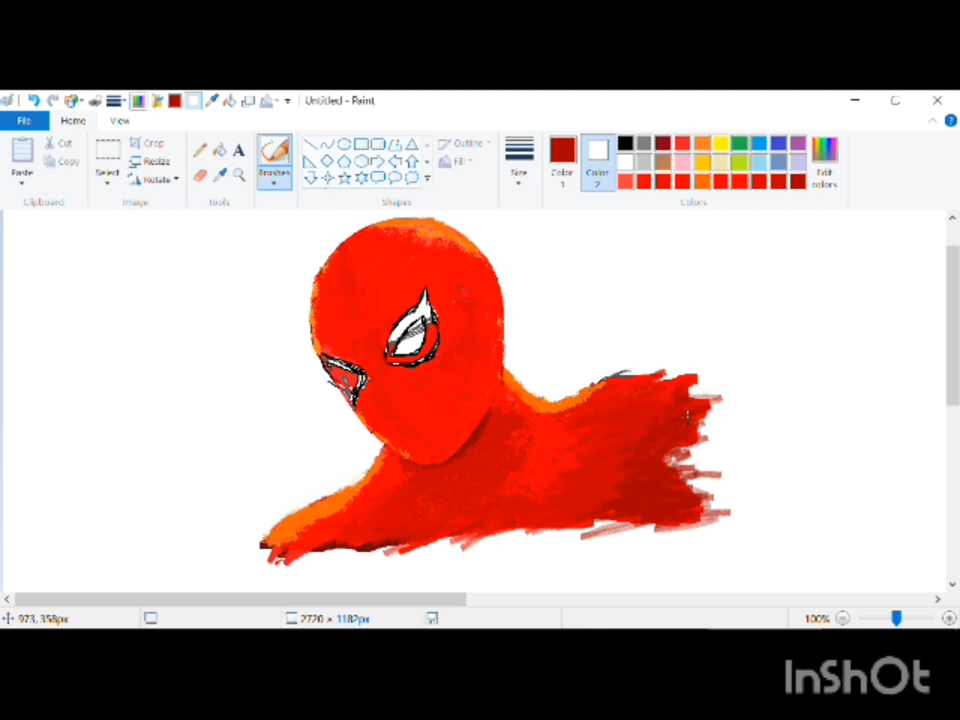 Untitled - Paint
File Home View
Paste Cut Copy Select Crop Resize Rotate A Brushes Outline Fill Size Color 1 Color 2 Edit colors
Clipboard Image Tools Shapes Colors
973, 358px 2720 × 1182px 100%
InShOt